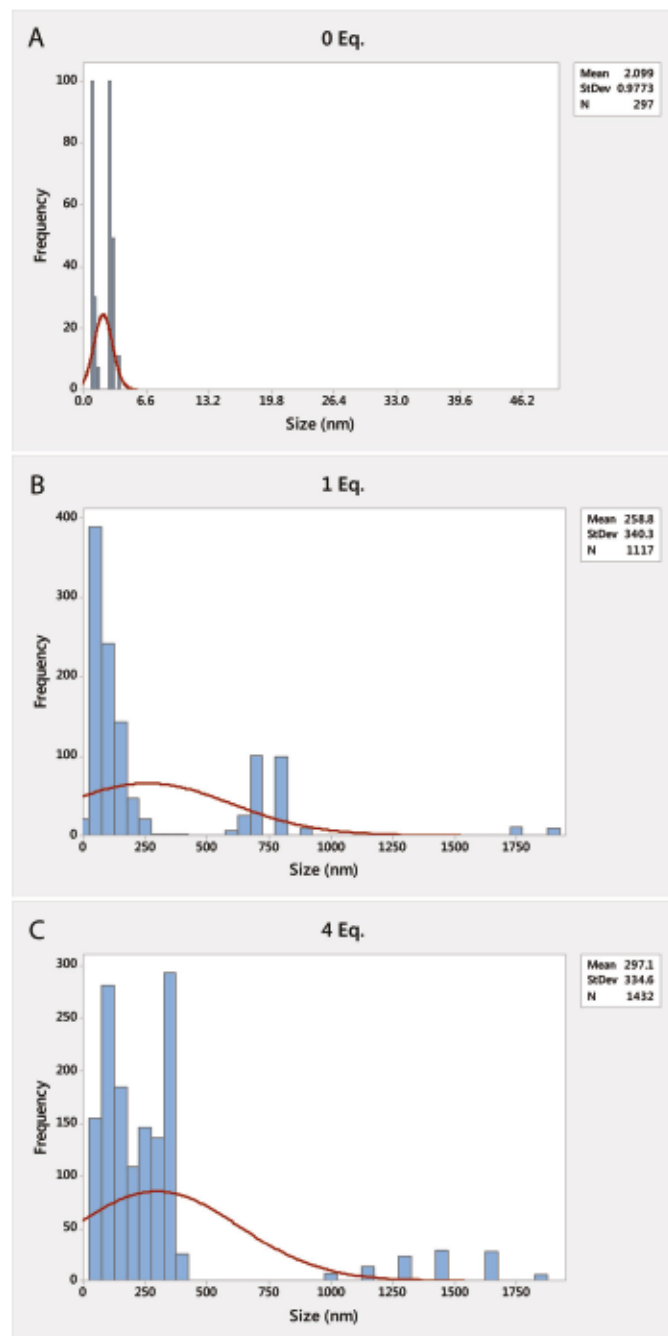 A
0 Eq.
Mean 2.099
StDev 0.9773
N 297
100
80
60
40
20
0
Frequency
0.0 6.6 13.2 19.8 26.4 33.0 39.6 46.2
Size (nm)
B
1 Eq.
Mean 258.8
StDev 340.3
N 1117
400
300
200
100
0
Frequency
0 250 500 750 1000 1250 1500 1750
Size (nm)
C
4 Eq.
Mean 297.1
StDev 334.6
N 1432
300
250
200
150
100
50
0
Frequency
0 250 500 750 1000 1250 1500 1750
Size (nm)